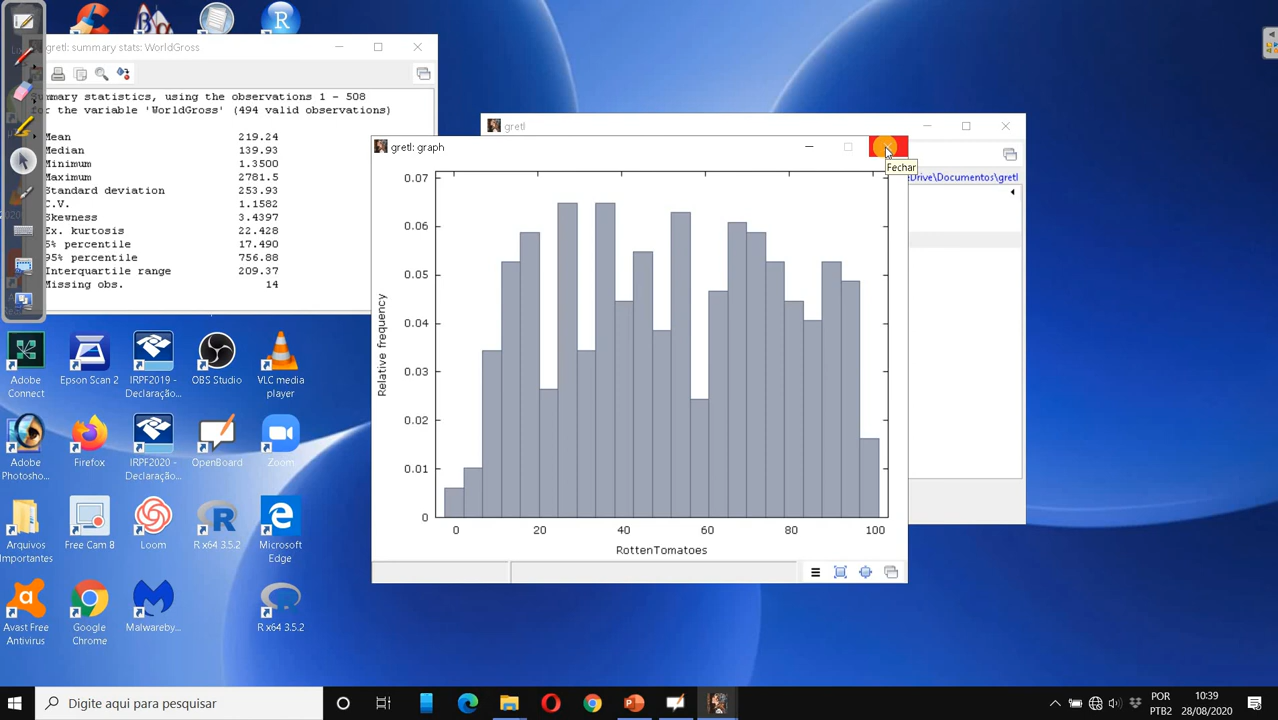 gretl: summary stats: WorldGross
Summary statistics, using the observations 1 - 508
for the variable 'WorldGross' (494 valid observations)
Mean 219.24
Median 139.93
Minimum 1.3500
Maximum 2781.5
Standard deviation 253.93
C.V. 1.1582
Skewness 3.4397
Ex. kurtosis 22.428
5% percentile 17.490
95% percentile 756.88
Interquartile range 209.37
Missing obs. 14
gretl
Drive\Documentos\gretl
gretl: graph
Fechar
0.07
0.06
0.05
0.04
0.03
0.02
0.01
0
Relative frequency
0 20 40 60 80 100
RottenTomatoes
Adobe Connect
Epson Scan 2
IRPF2019 - Declaração...
OBS Studio
VLC media player
Adobe Photosho...
Firefox
IRPF2020 - Declaração...
OpenBoard
Zoom
Arquivos Importantes
Free Cam 8
Loom
R x64 3.5.2
Microsoft Edge
Avast Free Antivirus
Google Chrome
Malwareby...
R x64 3.5.2
Digite aqui para pesquisar
POR
PTB2
10:39
28/08/2020